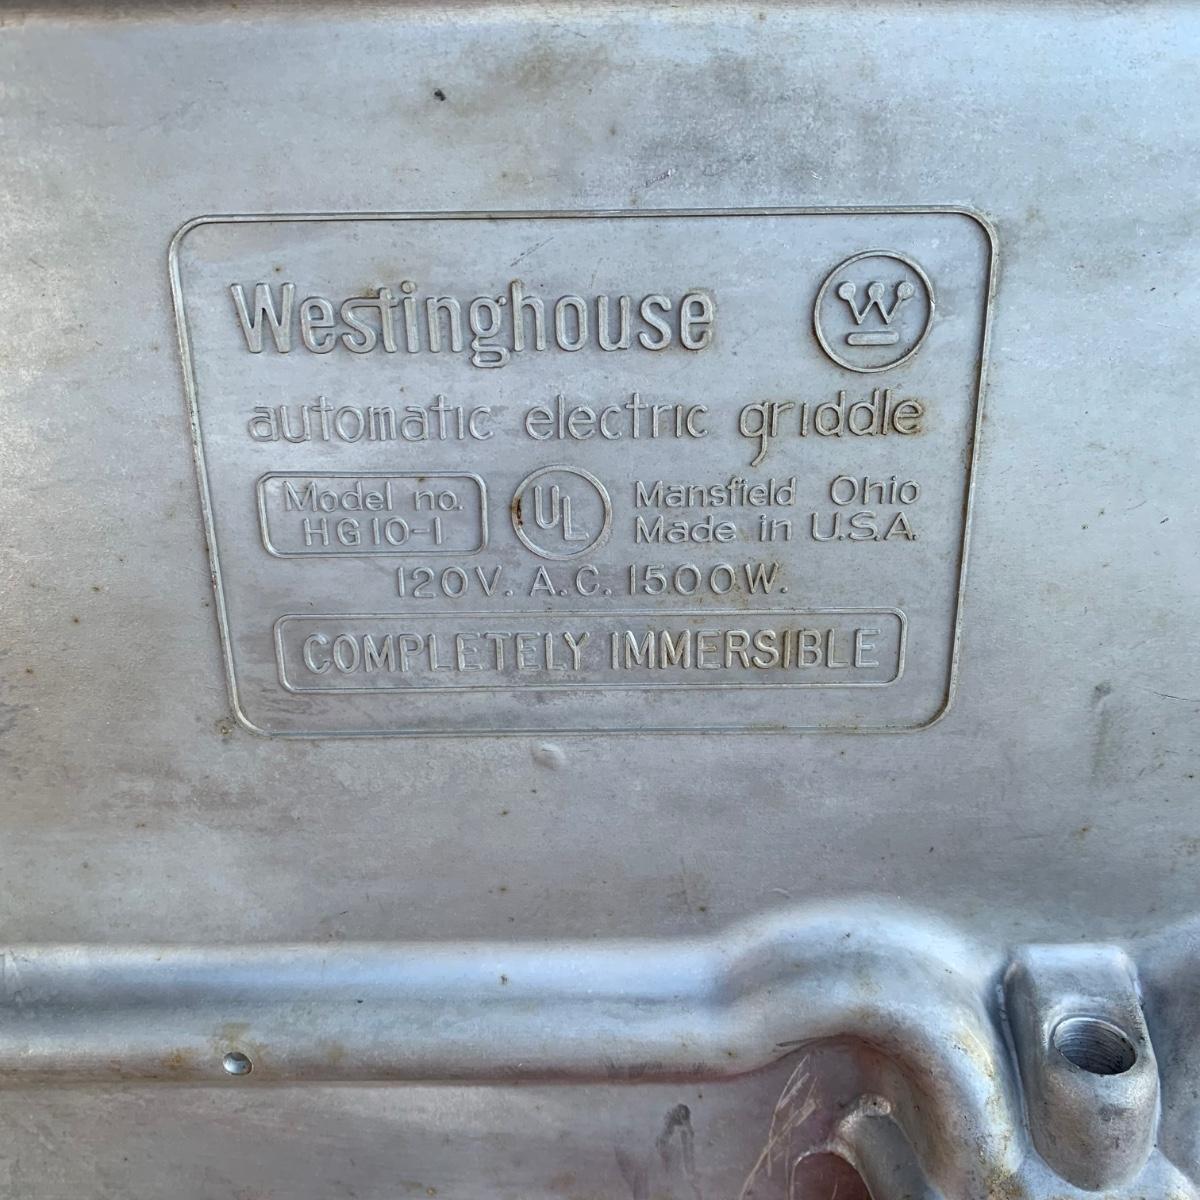 Westinghouse W
automatic electric griddle
Model no.
HG10-1
UL
Mansfield Ohio
Made in U.S.A.
120V. A.C. 1500W.
COMPLETELY IMMERSIBLE